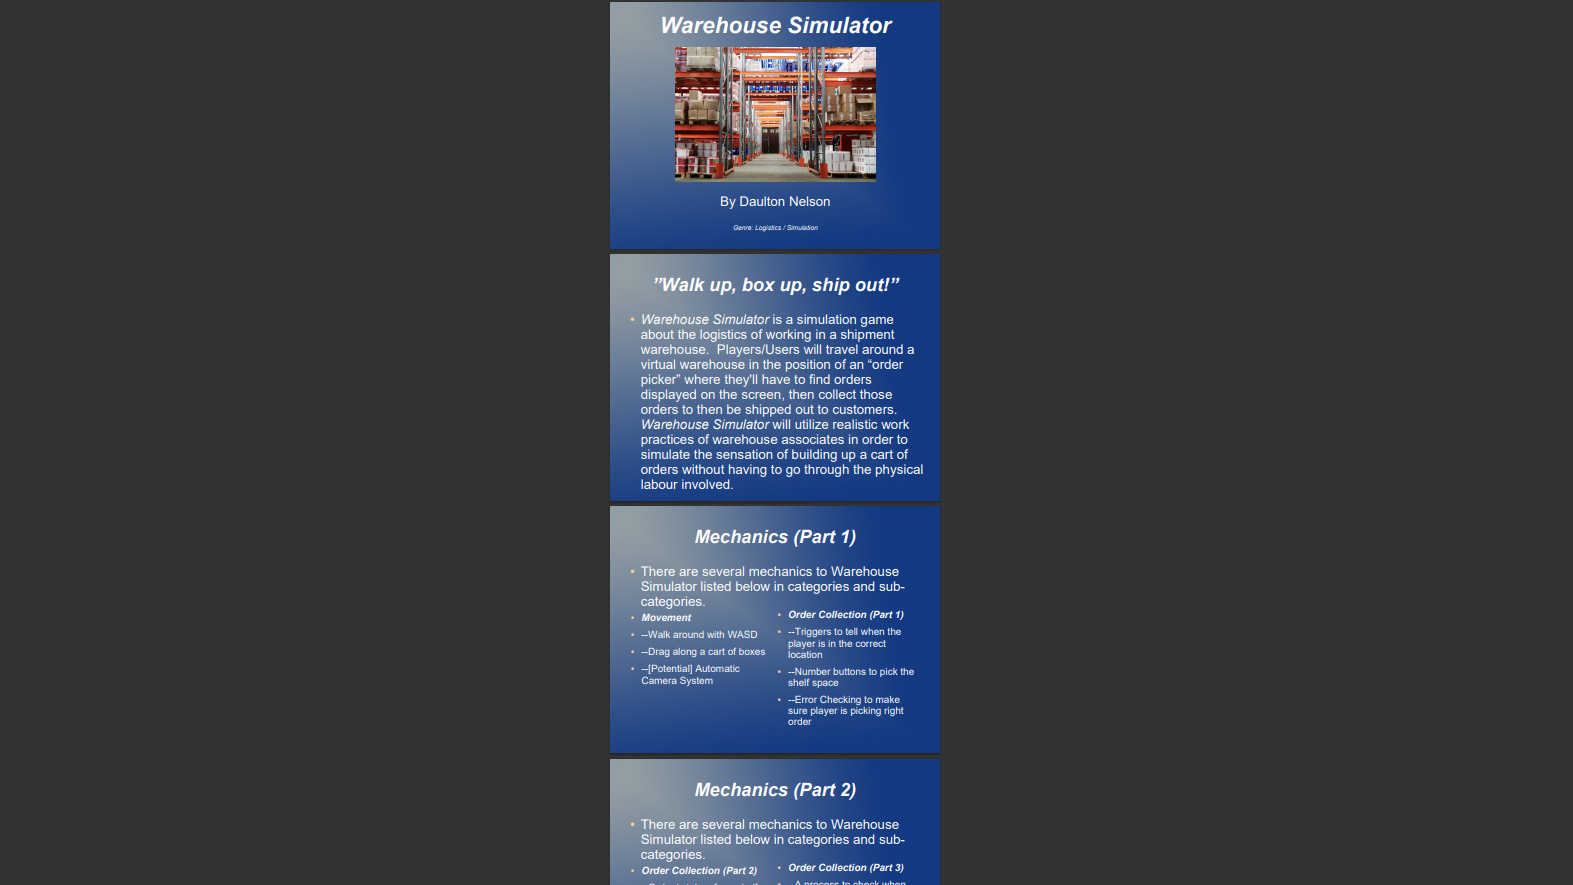 Warehouse Simulator
By Daulton Nelson
Genre: Logistics / Simulation
”Walk up, box up, ship out!”
• Warehouse Simulator is a simulation game
about the logistics of working in a shipment
warehouse.  Players/Users will travel around a
virtual warehouse in the position of an “order
picker” where they'll have to find orders
displayed on the screen, then collect those
orders to then be shipped out to customers.
Warehouse Simulator will utilize realistic work
practices of warehouse associates in order to
simulate the sensation of building up a cart of
orders without having to go through the physical
labour involved.
Mechanics (Part 1)
• There are several mechanics to Warehouse
Simulator listed below in categories and sub-
categories.
• Movement
• --Walk around with WASD
• --Drag along a cart of boxes
• --[Potential] Automatic
Camera System
• Order Collection (Part 1)
• --Triggers to tell when the
player is in the correct
location
• --Number buttons to pick the
shelf space
• --Error Checking to make
sure player is picking right
order
Mechanics (Part 2)
• There are several mechanics to Warehouse
Simulator listed below in categories and sub-
categories.
• Order Collection (Part 2)
• Order Collection (Part 3)
• --A process to check when